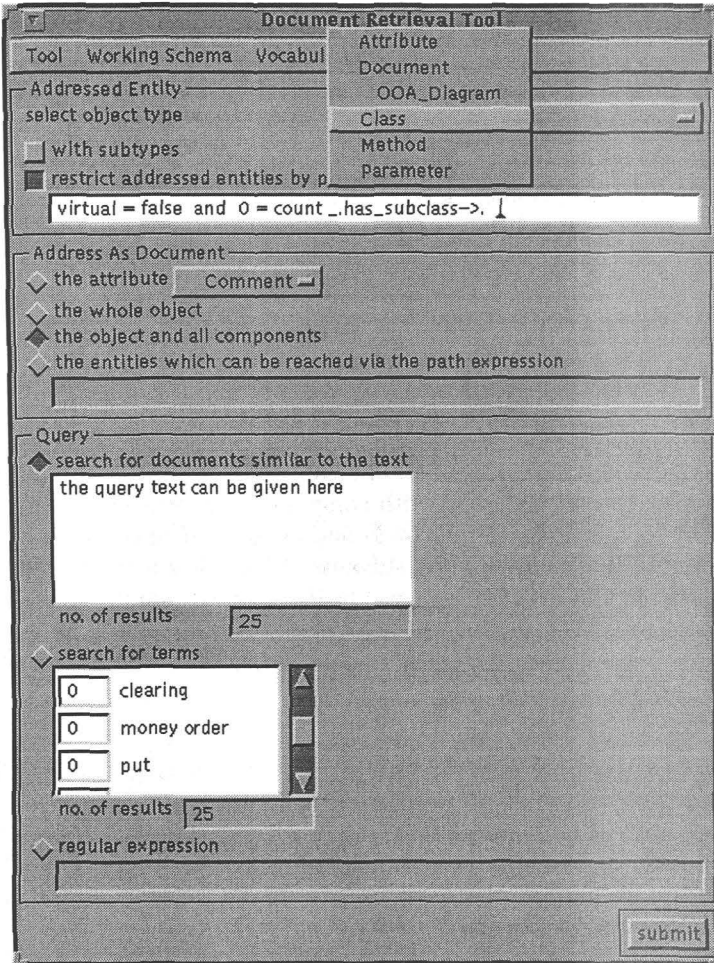 Document Retrieval Tool
Tool Working Schema Vocabul
Attribute
Document
OOA_Diagram
Class
Method
Parameter
Addressed Entity
select object type
with subtypes
restrict addressed entities by p
virtual = false and 0 = count _.has_subclass->.
Address As Document
the attribute Comment
the whole object
the object and all components
the entities which can be reached via the path expression
Query
search for documents similar to the text
the query text can be given here
no. of results 25
search for terms
0 clearing
0 money order
0 put
no. of results 25
regular expression
submit